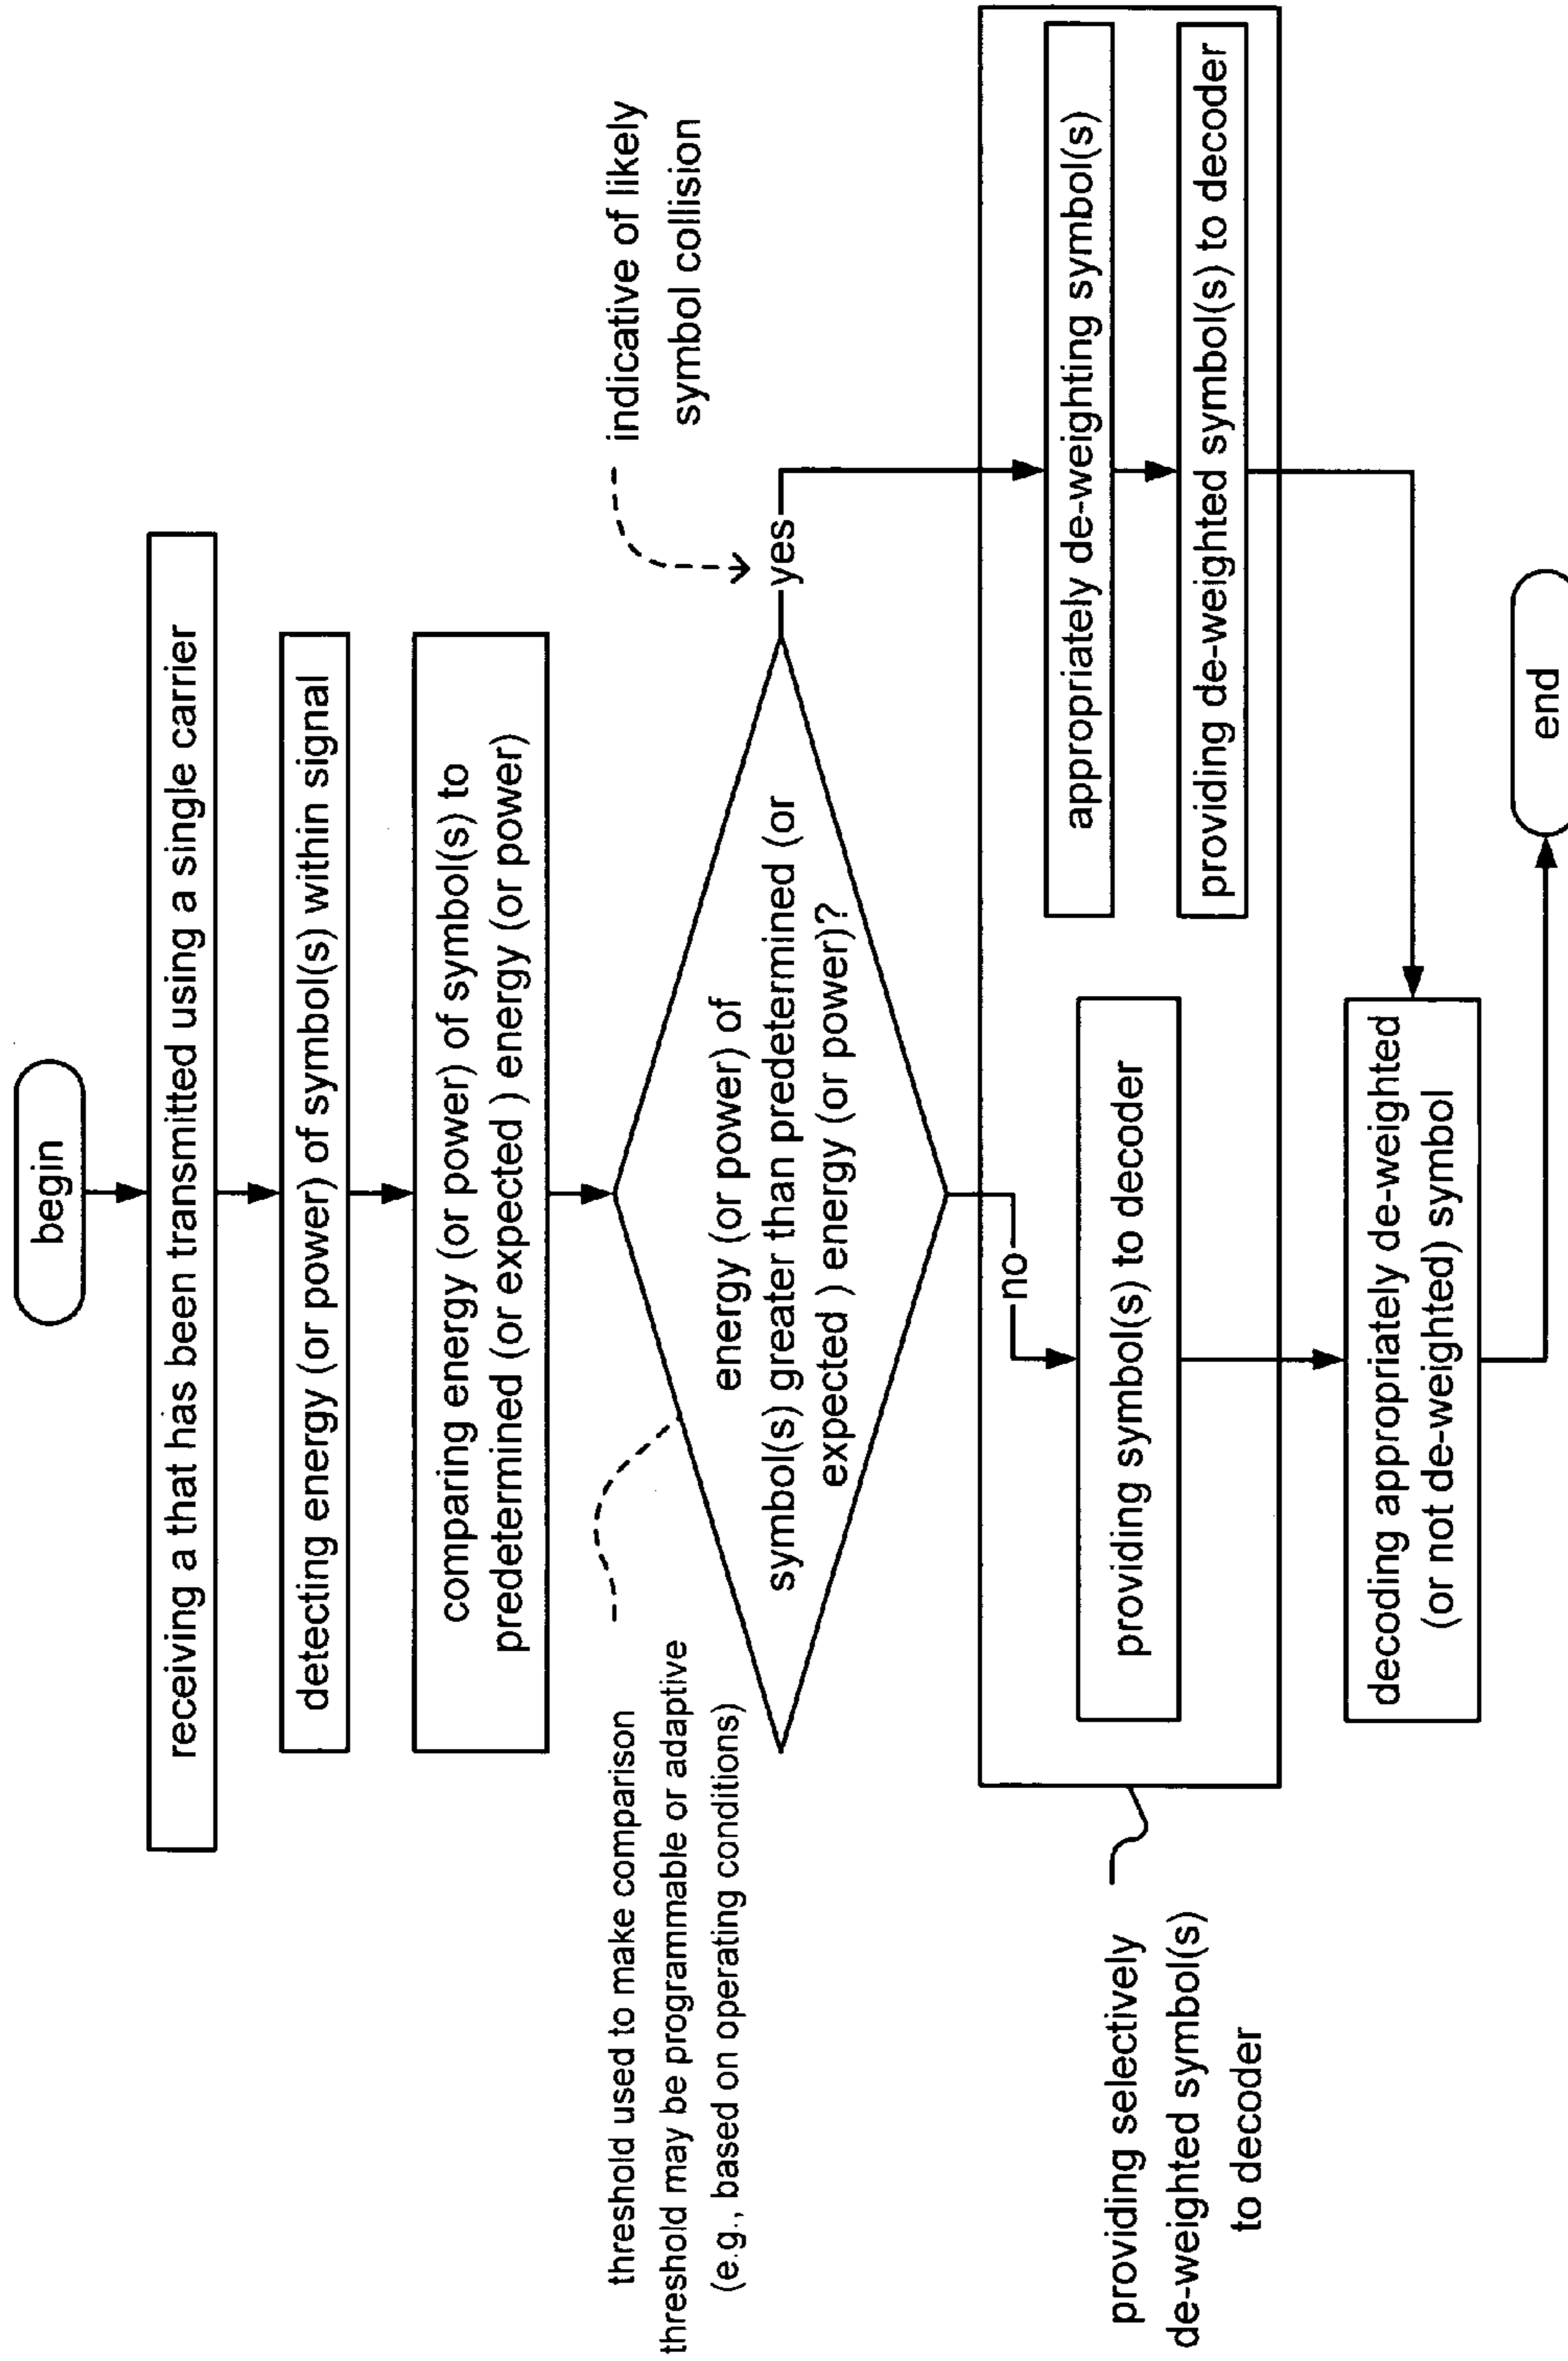 begin
receiving a that has been transmitted using a single carrier
detecting energy (or power) of symbol(s) within signal
comparing energy (or power) of symbol(s) to
predetermined (or expected ) energy (or power)
threshold used to make comparison
threshold may be programmable or adaptive
(e.g., based on operating conditions)
energy (or power) of
symbol(s) greater than predetermined (or
expected ) energy (or power)?
indicative of likely
symbol collision
yes
no
providing selectively
de-weighted symbol(s)
to decoder
providing symbol(s) to decoder
appropriately de-weighting symbol(s)
providing de-weighted symbol(s) to decoder
decoding appropriately de-weighted
(or not de-weighted) symbol
end